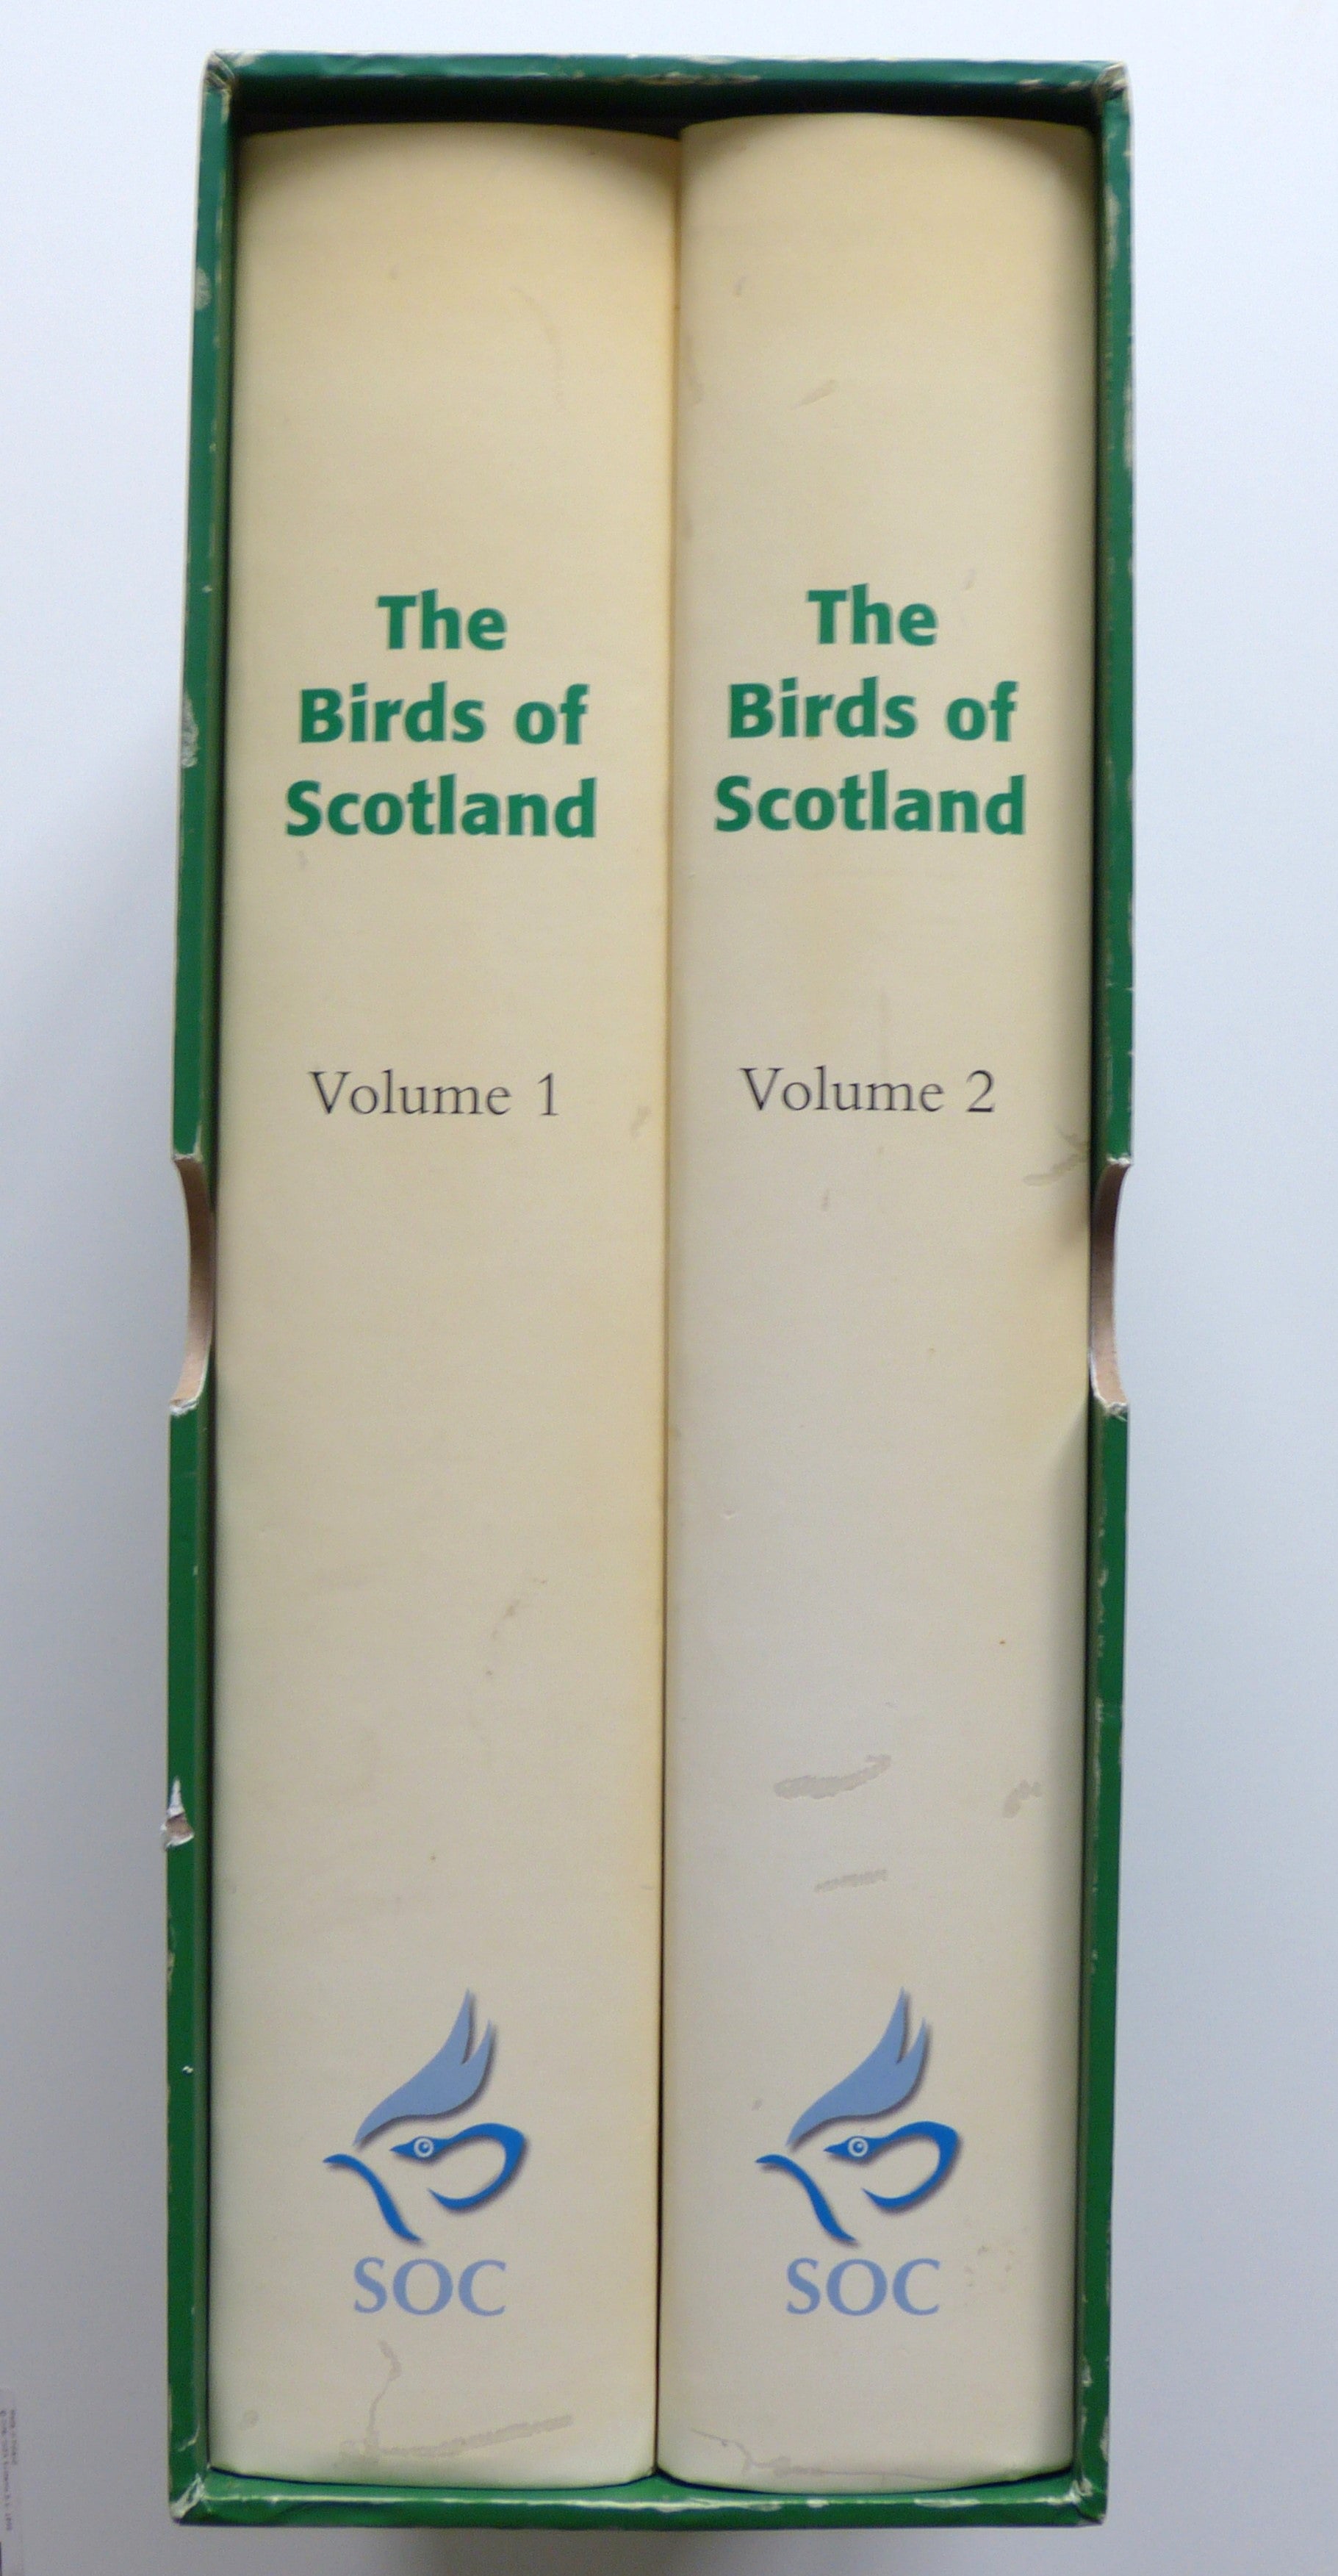 The
Birds of
Scotland
Volume 1
SOC
The
Birds of
Scotland
Volume 2
SOC